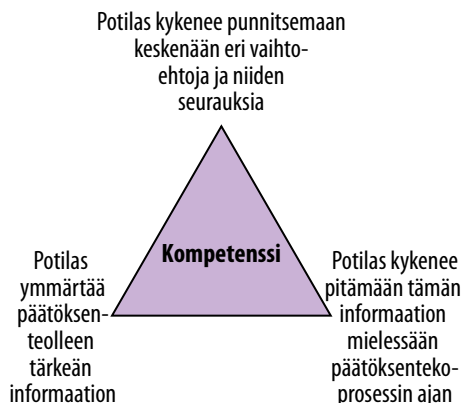 Potilas kykenee punnitsemaan
keskenään eri vaihto-
ehtoja ja niiden
seurauksia
Kompetenssi
Potilas
ymmärtää
päätöksen-
teolleen
tärkeän
informaation
Potilas kykenee
pitämään tämän
informaation
mielessään
päätöksenteko-
prosessin ajan